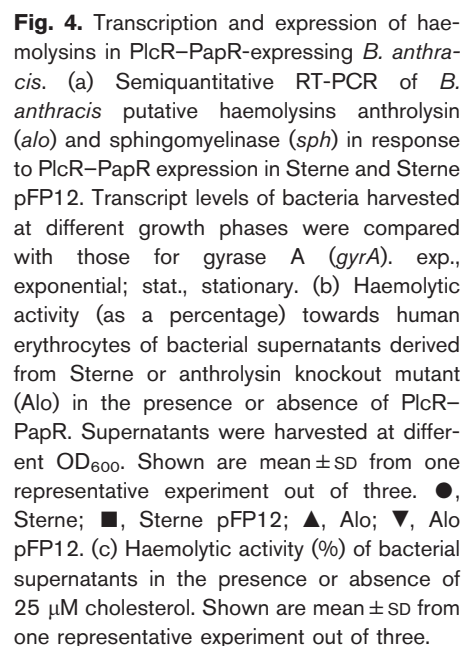 Fig. 4. Transcription and expression of hae-
molysins in PlcR–PapR-expressing B. anthra-
cis. (a) Semiquantitative RT-PCR of B.
anthracis putative haemolysins anthrolysin
(alo) and sphingomyelinase (sph) in response
to PlcR–PapR expression in Sterne and Sterne
pFP12. Transcript levels of bacteria harvested
at different growth phases were compared
with those for gyrase A (gyrA). exp.,
exponential; stat., stationary. (b) Haemolytic
activity (as a percentage) towards human
erythrocytes of bacterial supernatants derived
from Sterne or anthrolysin knockout mutant
(Alo) in the presence or absence of PlcR–
PapR. Supernatants were harvested at differ-
ent OD600. Shown are mean ± SD from one
representative experiment out of three. ●,
Sterne; ■, Sterne pFP12; ▲, Alo; ▼, Alo
pFP12. (c) Haemolytic activity (%) of bacterial
supernatants in the presence or absence of
25 μM cholesterol. Shown are mean ± SD from
one representative experiment out of three.